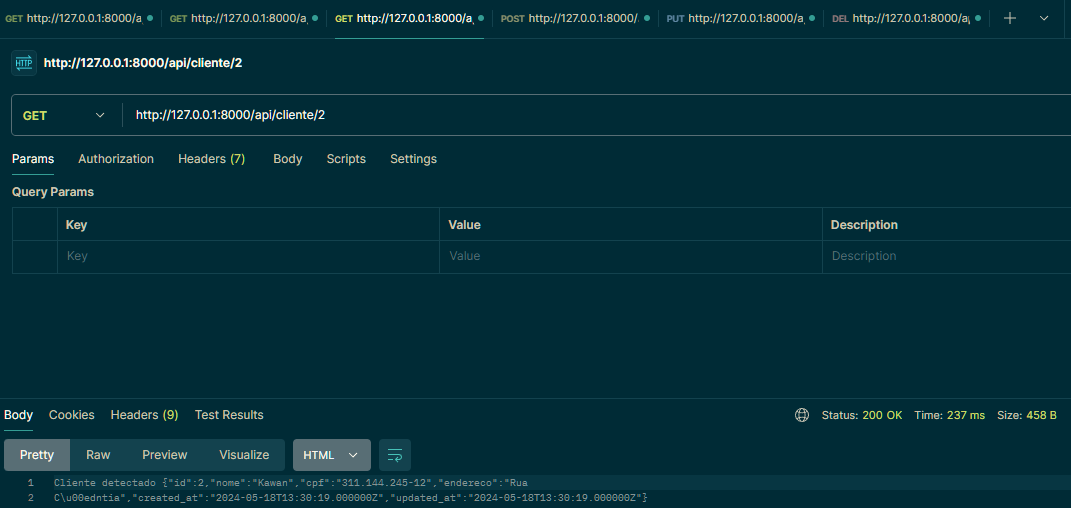 GET http://127.0.0.1:8000/a GET http://127.0.0.1:8000/a GET http://127.0.0.1:8000/a POST http://127.0.0.1:8000/ PUT http://127.0.0.1:8000/a DEL http://127.0.0.1:8000/a
HTTP http://127.0.0.1:8000/api/cliente/2
GET http://127.0.0.1:8000/api/cliente/2
Params Authorization Headers (7) Body Scripts Settings
Query Params
Key Value Description
Key Value Description
Body Cookies Headers (9) Test Results Status: 200 OK Time: 237 ms Size: 458 B
Pretty Raw Preview Visualize HTML
1 Cliente detectado {"id":2,"nome":"Kawan","cpf":"311.144.245-12","endereco":"Rua
2 C\u00edntia","created_at":"2024-05-18T13:30:19.000000Z","updated_at":"2024-05-18T13:30:19.000000Z"}